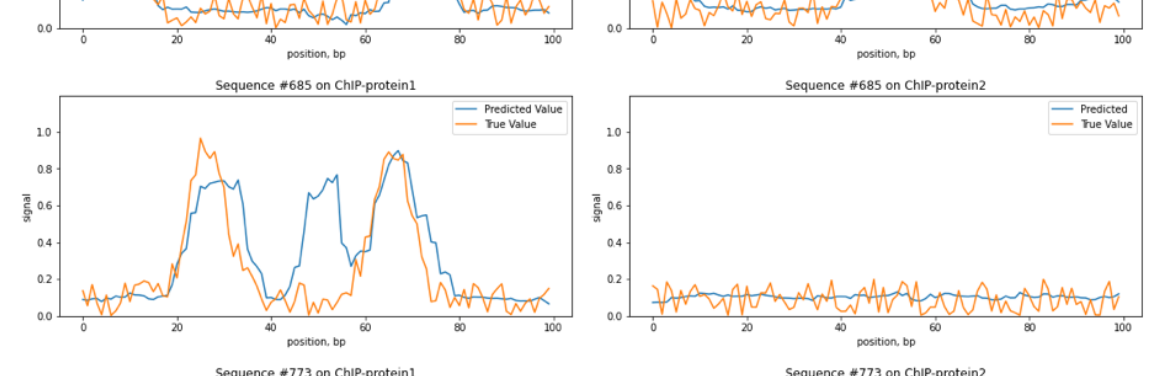 0.0
0 20 40 60 80 100
position, bp
0.0
0 20 40 60 80 100
position, bp
Sequence #685 on ChIP-protein1
Predicted Value
True Value
1.0
0.8
0.6
0.4
0.2
0.0
signal
0 20 40 60 80 100
position, bp
Sequence #685 on ChIP-protein2
Predicted
True Value
1.0
0.8
0.6
0.4
0.2
0.0
signal
0 20 40 60 80 100
position, bp
Sequence #773 on ChIP-protein1
Sequence #773 on ChIP-protein2